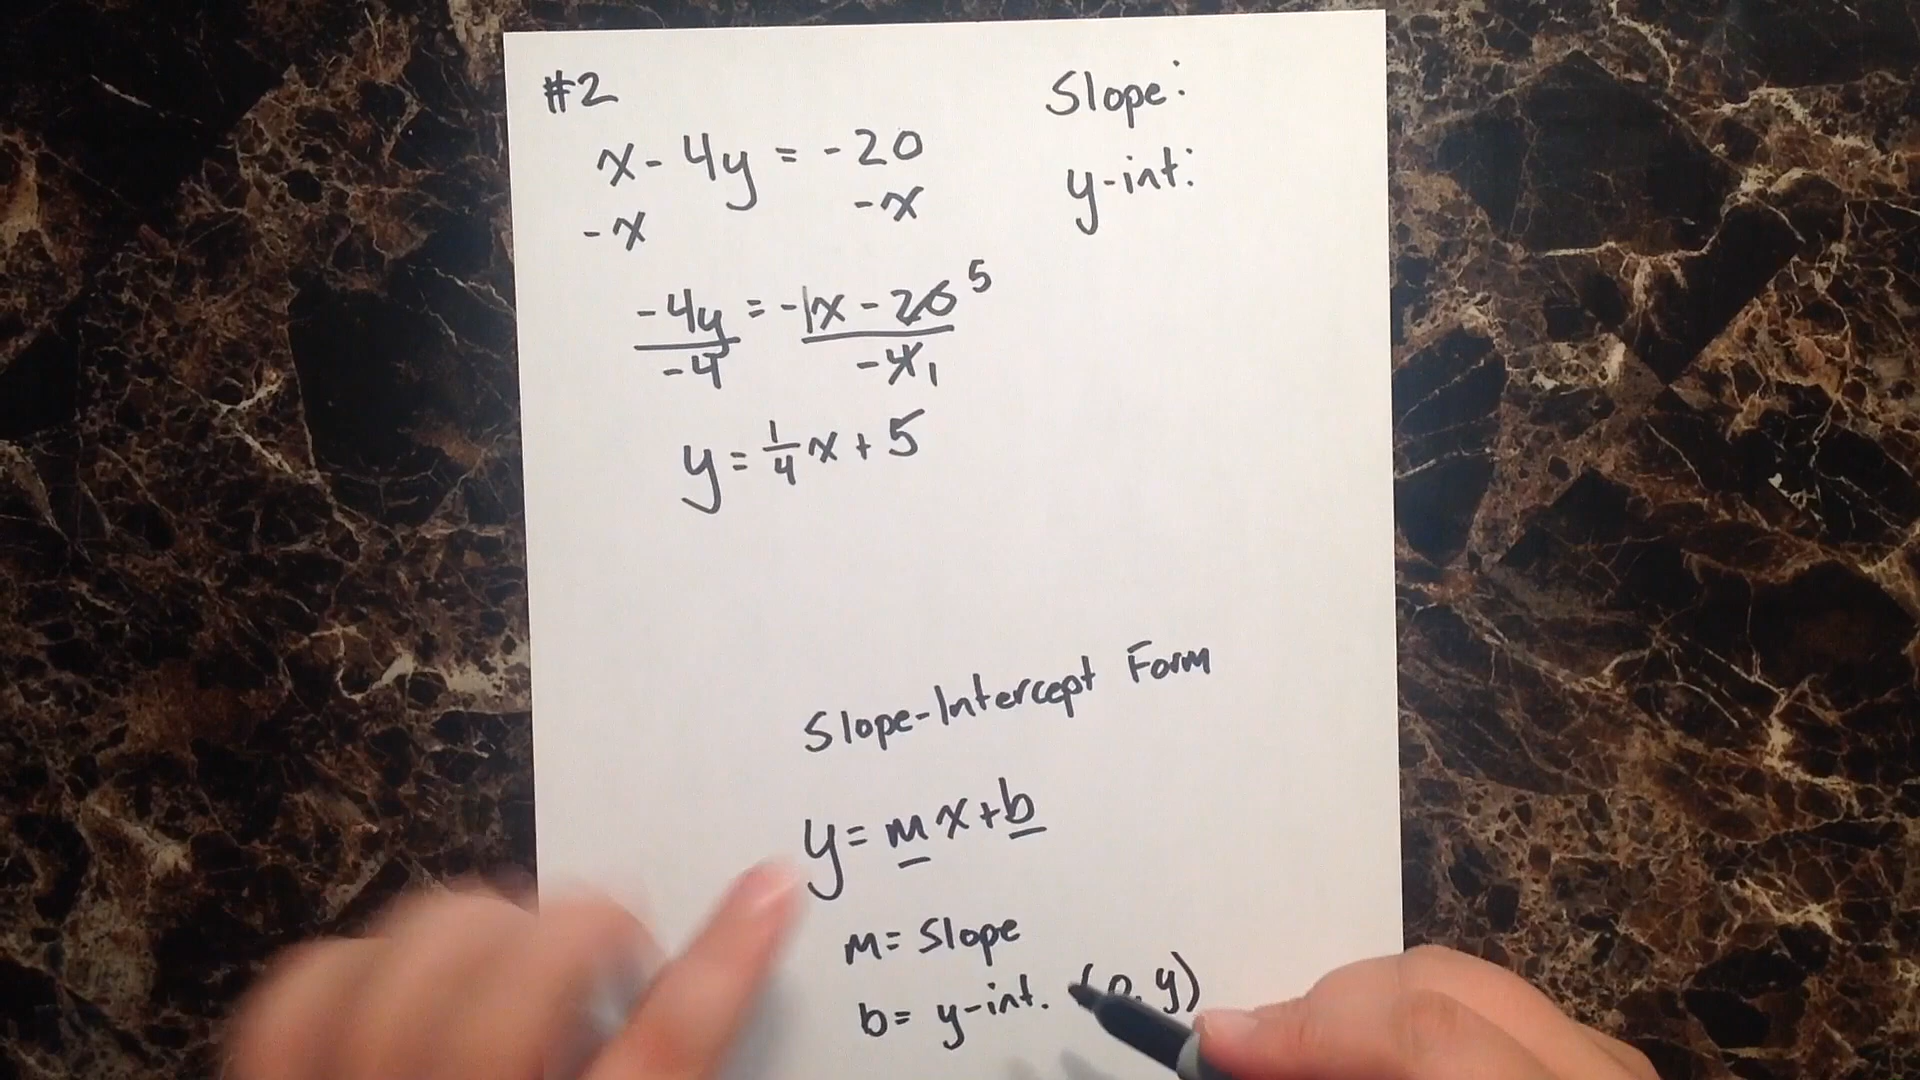 #2
x - 4y = -20
-x -x
-4y = -1x - 20 5
-4 -4 1
y = 1/4 x + 5
Slope:
y-int:
Slope-Intercept Form
y = mx + b
m = Slope
b = y-int. (0, y)